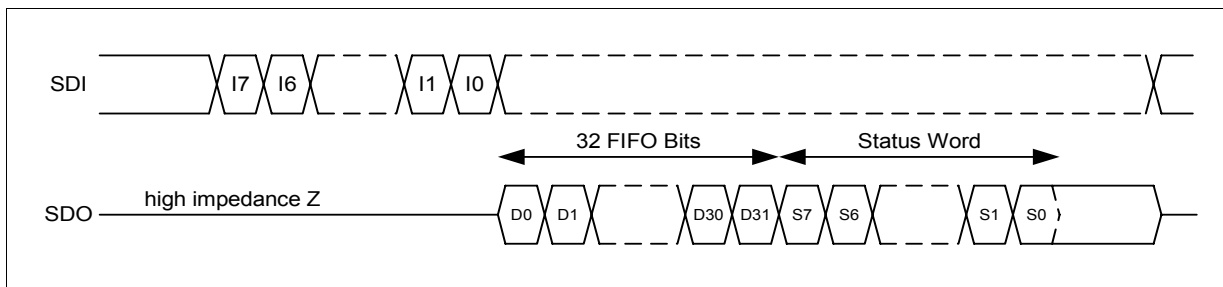 SDI
I7 I6 I1 I0
32 FIFO Bits Status Word
high impedance Z
SDO
D0 D1 D30 D31 S7 S6 S1 S0